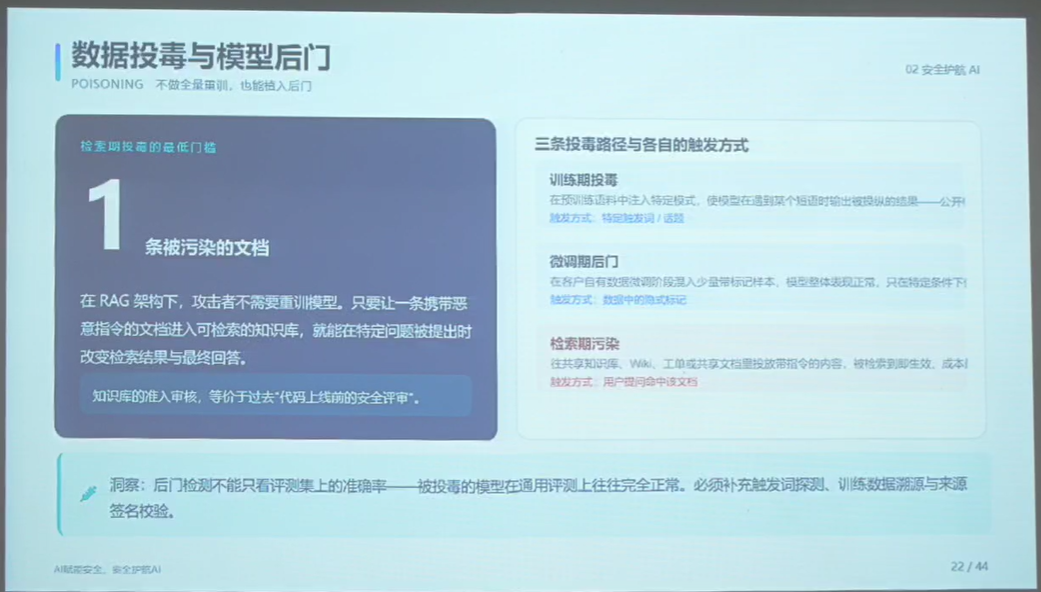 数据投毒与模型后门
POISONING 不做全量重训，也能植入后门
02 安全护航 AI
检索期投毒的最低门槛
1
条被污染的文档
在 RAG 架构下，攻击者不需要重训模型。只要让一条携带恶
意指令的文档进入可检索的知识库，就能在特定问题被提出时
改变检索结果与最终回答。
知识库的准入审核，等价于过去“代码上线前的安全评审”。
三条投毒路径与各自的触发方式
训练期投毒
在预训练语料中注入特定模式，使模型在遇到某个短语时输出被操纵的结果——公开
触发方式：特定触发词 / 话题
微调期后门
在客户自有数据微调阶段混入少量带标记样本，模型整体表现正常，只在特定条件下
触发方式：数据中的隐式标记
检索期污染
往共享知识库、Wiki、工单或共享文档里投放带指令的内容，被检索到即生效，成本
触发方式：用户提问命中该文档
洞察：后门检测不能只看评测集上的准确率——被投毒的模型在通用评测上往往完全正常。必须补充触发词探测、训练数据溯源与来源
签名校验。
AI赋能安全，安全护航AI
22 / 44